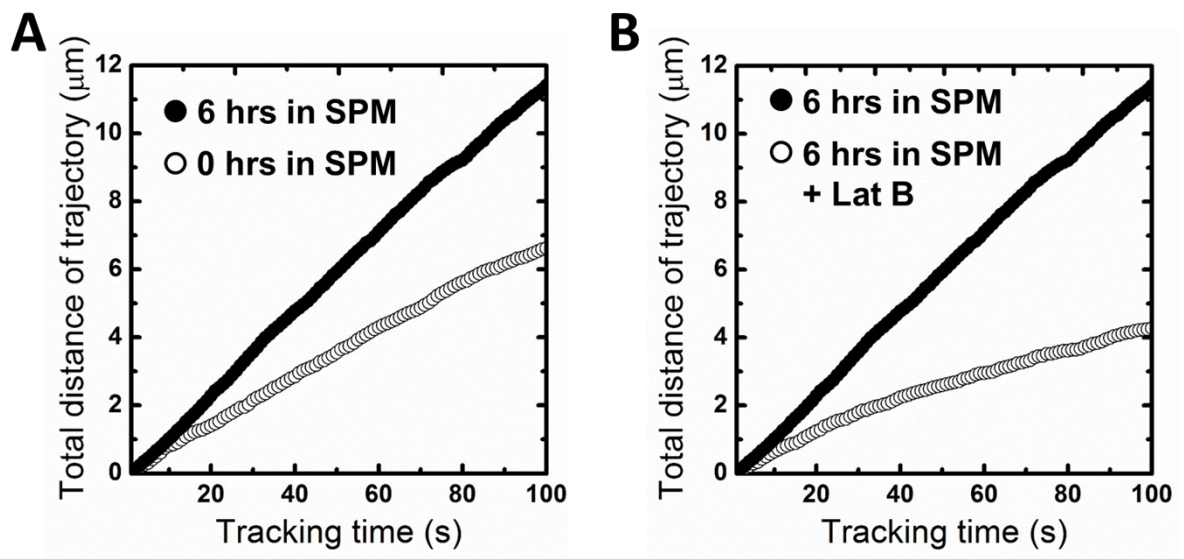 A
Total distance of trajectory (μm)
12
10
8
6
4
2
0
● 6 hrs in SPM
○ 0 hrs in SPM
20 40 60 80 100
Tracking time (s)
B
Total distance of trajectory (μm)
12
10
8
6
4
2
0
● 6 hrs in SPM
○ 6 hrs in SPM
+ Lat B
20 40 60 80 100
Tracking time (s)